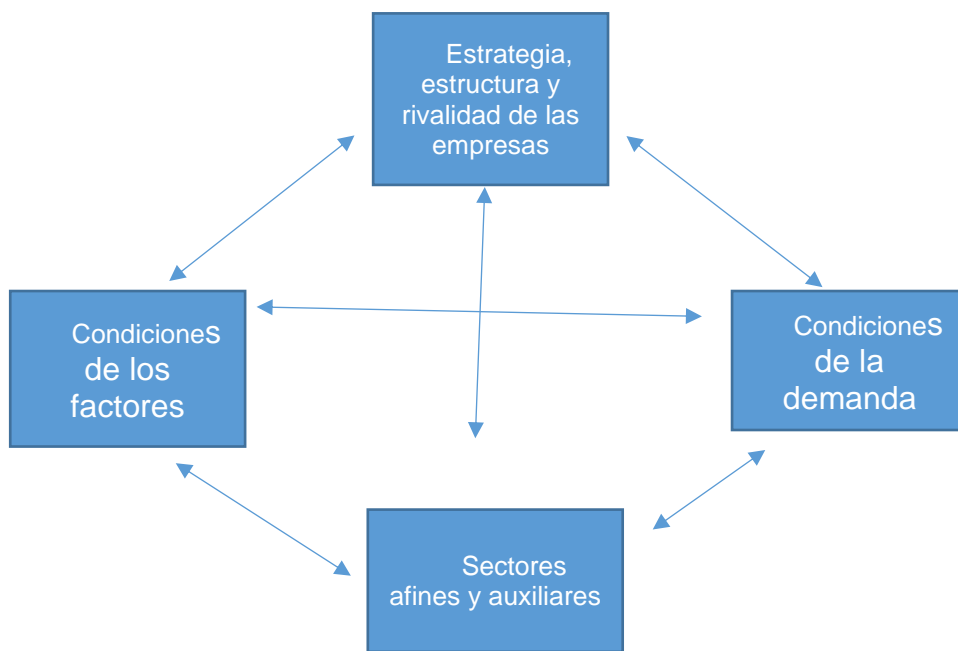 Estrategia,
estructura y
rivalidad de las
empresas
Condiciones
de los
factores
Condiciones
de la
demanda
Sectores
afines y auxiliares